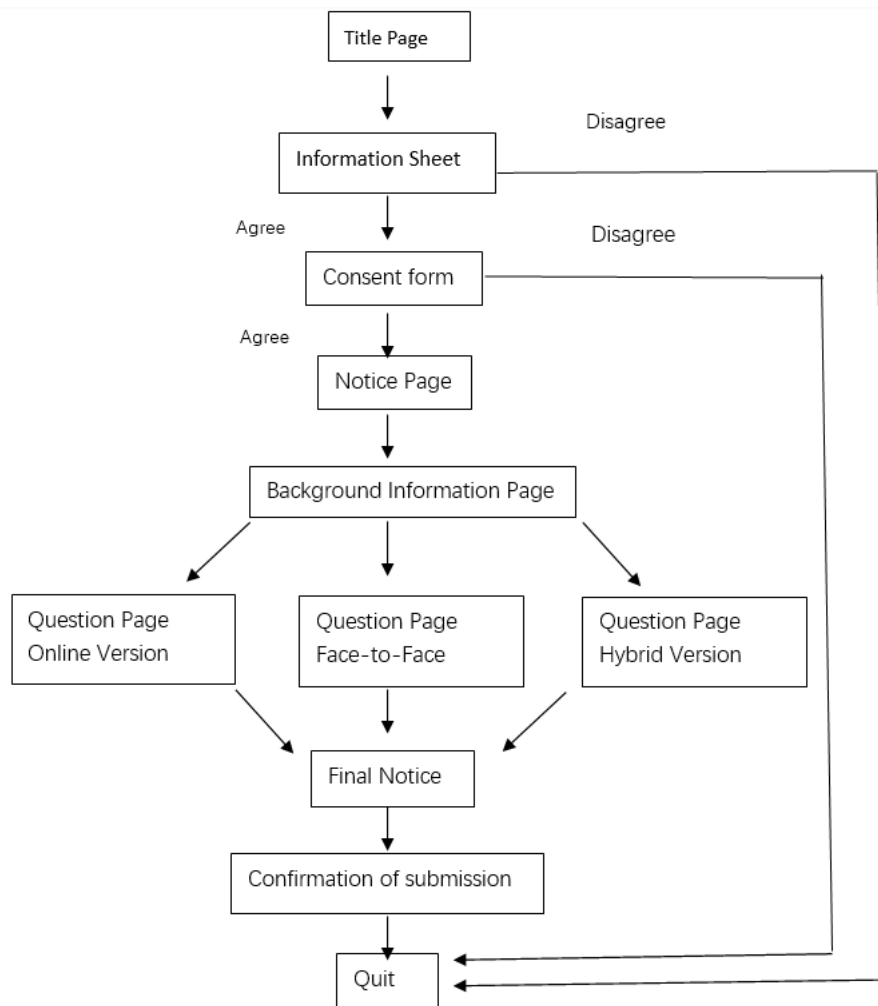 Title Page
Disagree
Information Sheet
Agree
Disagree
Consent form
Agree
Notice Page
Background Information Page
Question Page
Online Version
Question Page
Face-to-Face
Question Page
Hybrid Version
Final Notice
Confirmation of submission
Quit